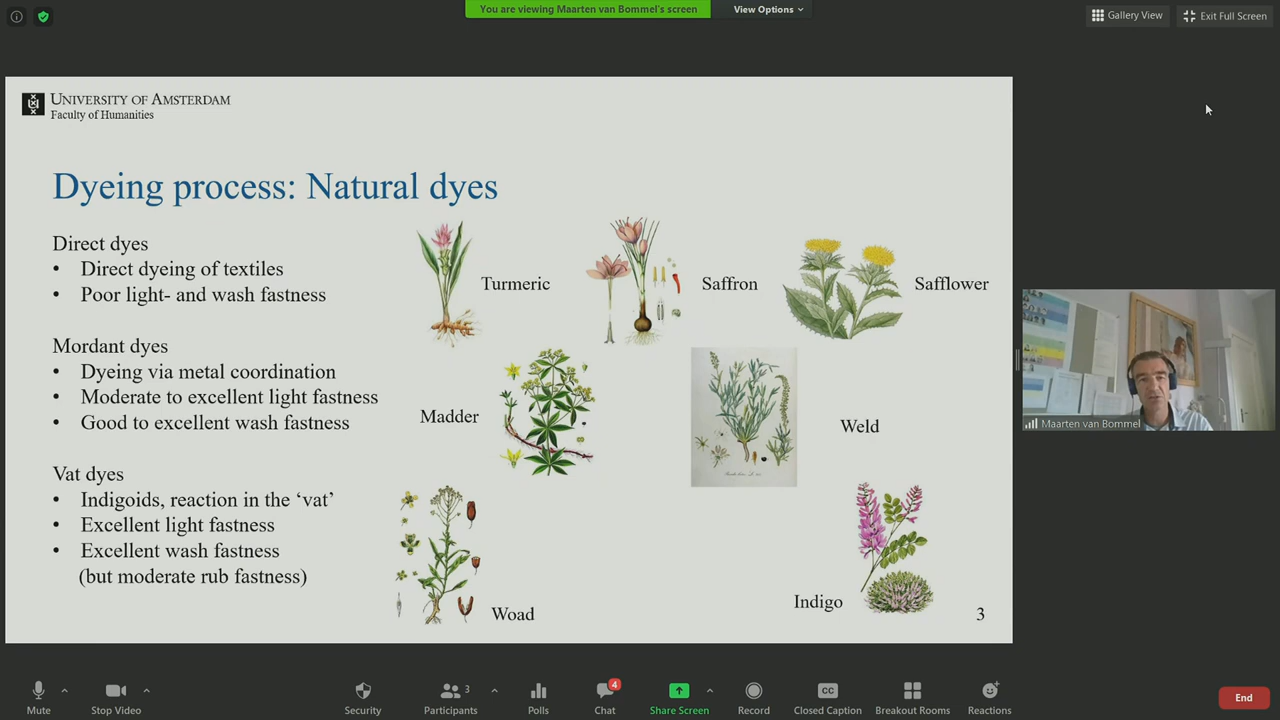 You are viewing Maarten van Bommel's screen
View Options
Gallery View
Exit Full Screen
UNIVERSITY OF AMSTERDAM
Faculty of Humanities
Dyeing process: Natural dyes
Direct dyes
• Direct dyeing of textiles
• Poor light- and wash fastness
Turmeric
Saffron
Safflower
Mordant dyes
• Dyeing via metal coordination
• Moderate to excellent light fastness
• Good to excellent wash fastness
Madder
Weld
Vat dyes
• Indigoids, reaction in the ‘vat’
• Excellent light fastness
• Excellent wash fastness
(but moderate rub fastness)
Woad
Indigo
3
Maarten van Bommel
Mute
Stop Video
Security
3
Participants
Polls
4
Chat
Share Screen
Record
CC
Closed Caption
Breakout Rooms
Reactions
End